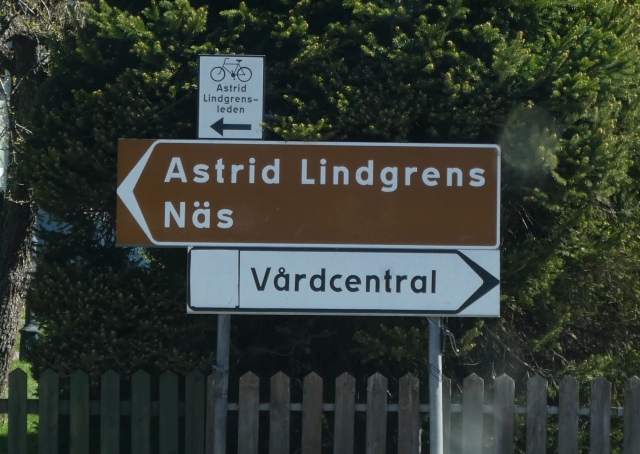 Astrid
Lindgrens-
leden
Astrid Lindgrens
Näs
Vårdcentral